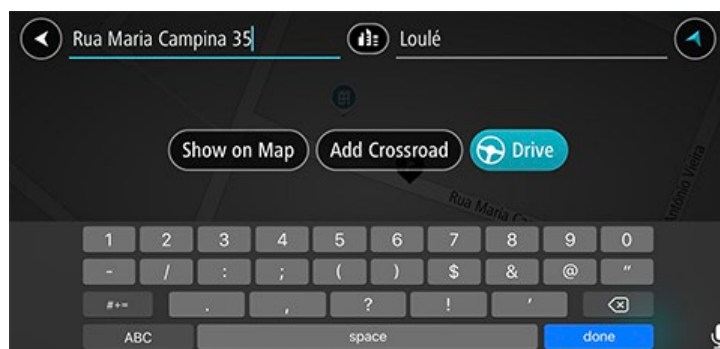 Rua Maria Campina 35 Loulé
Show on Map Add Crossroad Drive
Rua Maria C
António Vieira
1 2 3 4 5 6 7 8 9 0
- / : ; ( ) $ & @ "
#+= . , ? ! '
ABC space done